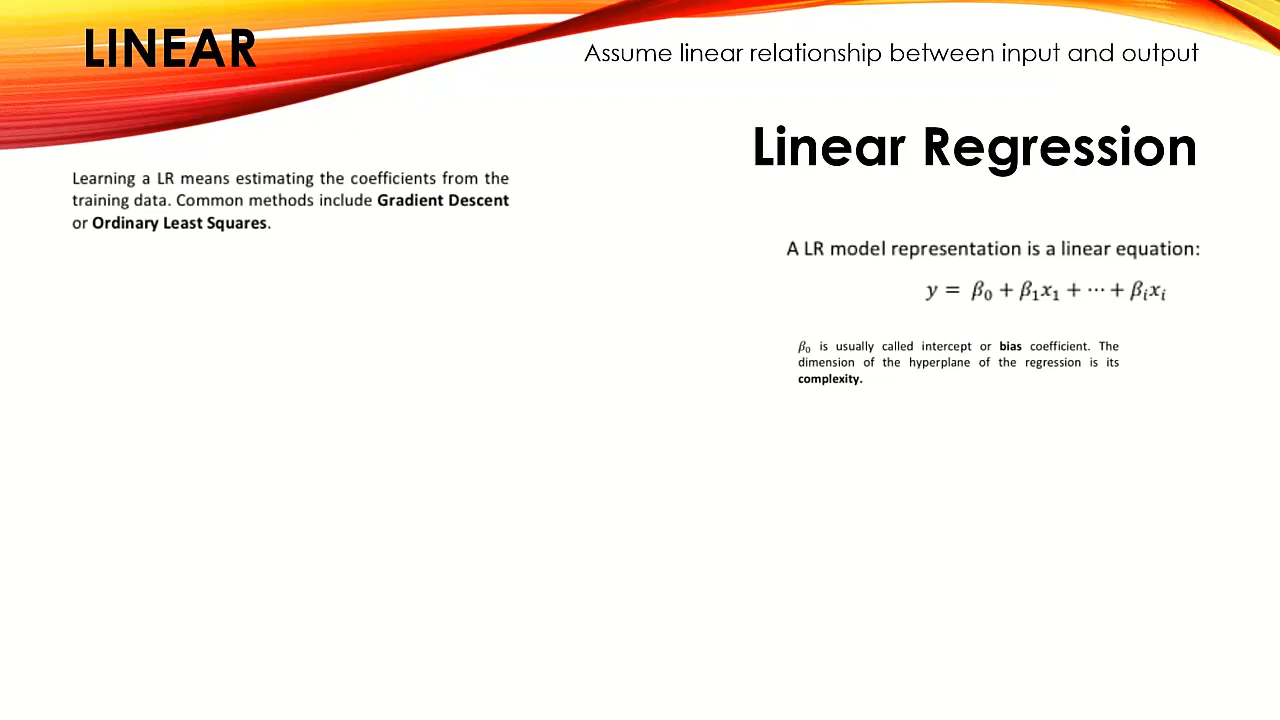 LINEAR
Assume linear relationship between input and output
Linear Regression
Learning a LR means estimating the coefficients from the
training data. Common methods include Gradient Descent
or Ordinary Least Squares.
A LR model representation is a linear equation:
y = β₀ + β₁x₁ + ⋯ + βᵢxᵢ
β₀ is usually called intercept or bias coefficient. The
dimension of the hyperplane of the regression is its
complexity.